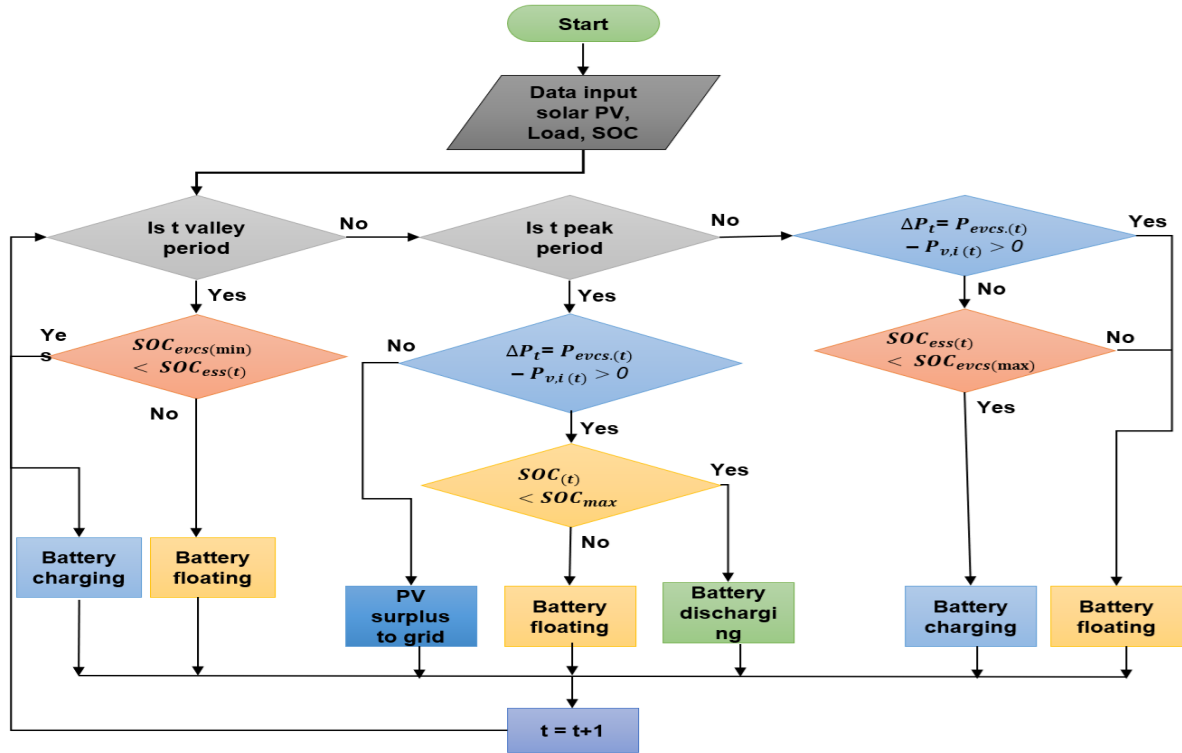 Start
Data input
solar PV,
Load, SOC
Is t valley
period
No
Is t peak
period
No
ΔP_t= P_evcs.(t)
− P_v,i (t) > 0
Yes
Yes
Yes
No
Ye
s
SOC_evcs(min)
< SOC_ess(t)
No
ΔP_t= P_evcs.(t)
− P_v,i (t) > 0
SOC_ess(t)
< SOC_evcs(max)
No
No
Yes
Yes
SOC_(t)
< SOC_max
Yes
No
Battery
charging
Battery
floating
PV
surplus
to grid
Battery
floating
Battery
dischargi
ng
Battery
charging
Battery
floating
t = t+1